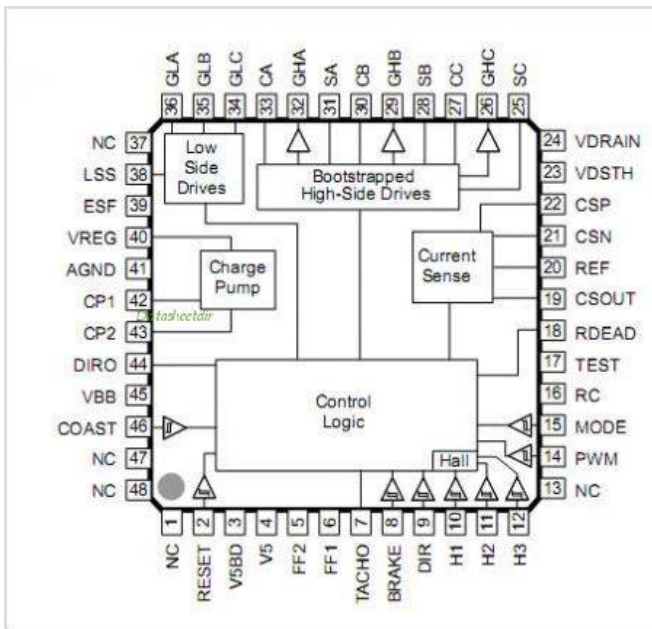 GLA GLB GLC CA GHA SA CB GHB SB CC GHC SC
36 35 34 33 32 31 30 29 28 27 26 25
NC 37
LSS 38
ESF 39
VREG 40
AGND 41
CP1 42
CP2 43
DIRO 44
VBB 45
COAST 46
NC 47
NC 48
Low
Side
Drives
Bootstrapped
High-Side Drives
Charge
Pump
Datasheetdir
Current
Sense
Control
Logic
Hall
24 VDRAIN
23 VDSTH
22 CSP
21 CSN
20 REF
19 CSOUT
18 RDEAD
17 TEST
16 RC
15 MODE
14 PWM
13 NC
1 2 3 4 5 6 7 8 9 10 11 12
NC RESET V5BD V5 FF2 FF1 TACHO BRAKE DIR H1 H2 H3